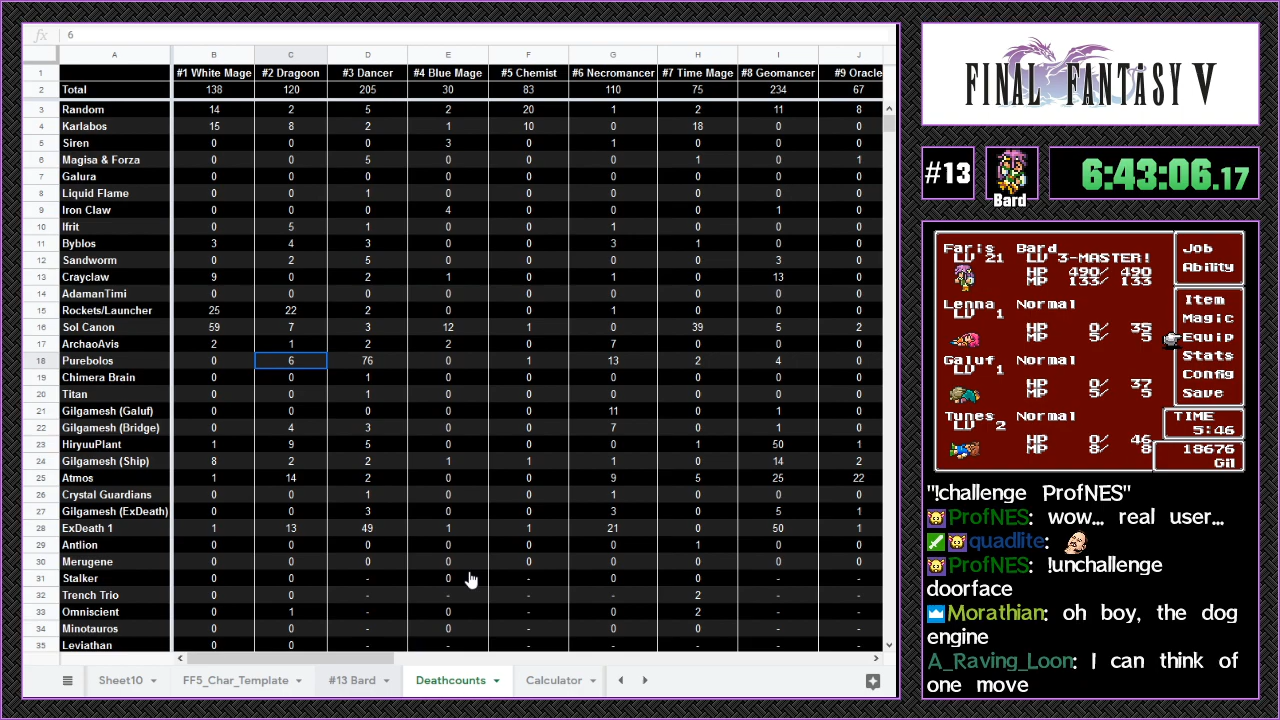 fx 6
A B C D E F G H I J
1 #1 White Mage #2 Dragoon #3 Dancer #4 Blue Mage #5 Chemist #6 Necromancer #7 Time Mage #8 Geomancer #9 Oracle
2 Total 138 120 205 30 83 110 75 234 67
3 Random 14 2 5 2 20 1 2 11 8
4 Karlabos 15 8 2 1 10 0 18 0 0
5 Siren 0 0 0 3 0 1 0 0 0
6 Magisa & Forza 0 0 5 0 0 0 1 0 1
7 Galura 0 0 0 0 0 0 0 0 0
8 Liquid Flame 0 0 1 0 0 0 0 0 0
9 Iron Claw 0 0 0 4 0 0 0 1 0
10 Ifrit 0 5 1 0 0 1 0 0 0
11 Byblos 3 4 3 0 0 3 1 0 0
12 Sandworm 0 2 5 0 0 0 0 3 0
13 Crayclaw 9 0 2 1 0 1 0 13 0
14 AdamanTimi 0 0 0 0 0 0 0 0 0
15 Rockets/Launcher 25 22 2 0 0 1 0 0 0
16 Sol Canon 59 7 3 12 1 0 39 5 2
17 ArchaoAvis 2 1 2 2 0 7 0 0 0
18 Purebolos 0 6 76 0 1 13 2 4 0
19 Chimera Brain 0 0 1 0 0 0 0 0 0
20 Titan 0 0 1 0 0 0 0 0 0
21 Gilgamesh (Galuf) 0 0 0 0 0 11 0 1 0
22 Gilgamesh (Bridge) 0 4 3 0 0 7 0 1 0
23 HiryuuPlant 1 9 5 0 0 0 1 50 1
24 Gilgamesh (Ship) 8 2 2 1 1 1 0 14 2
25 Atmos 1 14 2 0 0 9 5 25 22
26 Crystal Guardians 0 0 1 0 0 1 0 0 0
27 Gilgamesh (ExDeath) 0 0 3 0 0 3 0 5 1
28 ExDeath 1 1 13 49 1 1 21 0 50 1
29 Antlion 0 0 0 0 0 0 1 0 0
30 Merugene 0 0 0 0 0 0 0 0 0
31 Stalker 0 0 - 0 - 0 0 - -
32 Trench Trio 0 0 - - - - 2 - -
33 Omniscient 0 1 - 0 - 0 2 - -
34 Minotauros 0 0 - 0 - 0 0 - -
35 Leviathan 0 0 - 0 - 0 0 - -
Sheet10 FF5_Char_Template #13 Bard Deathcounts Calculator
FINAL FANTASY V
#13 Bard 6:43:06.17
Faris Bard
LV 21 LV 3-MASTER!
HP 490/ 490
MP 133/ 133
Lenna Normal
LV 1 HP 0/ 35
MP 5/ 5
Galuf Normal
LV 1 HP 0/ 37
MP 5/ 5
Tunes Normal
LV 2 HP 0/ 46
MP 8/ 8
Job
Ability
Item
Magic
Equip
Stats
Config
Save
TIME
5:46
18676
Gil
"!challenge ProfNES"
ProfNES: wow... real user...
quadlite:
ProfNES: !unchallenge
doorface
Morathian: oh boy, the dog
engine
A_Raving_Loon: I can think of
one move